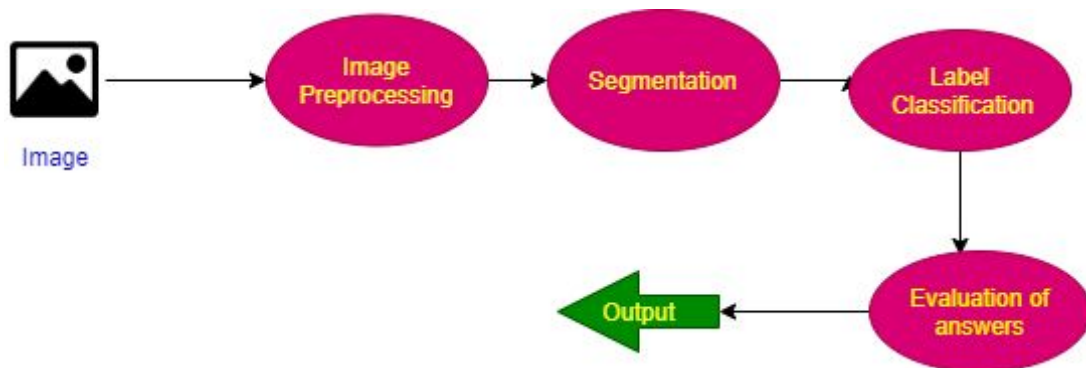 Image
Image
Preprocessing
Segmentation
Label
Classification
Evaluation of
answers
Output